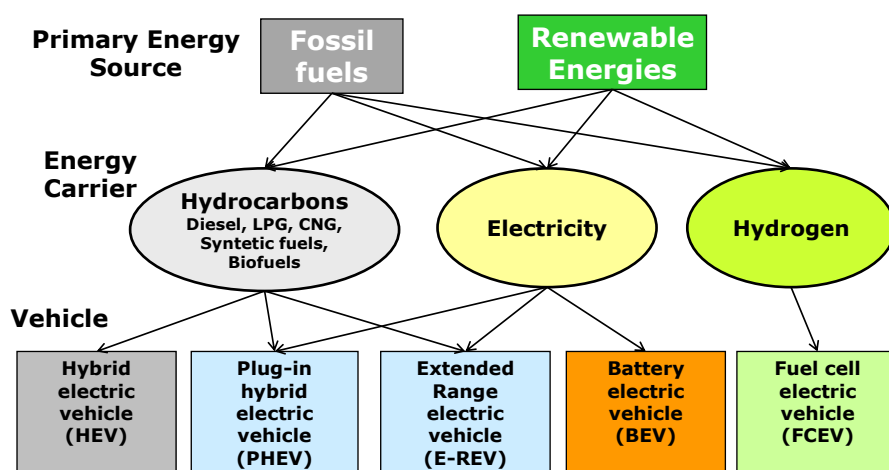 Primary Energy
Source
Fossil
fuels
Renewable
Energies
Energy
Carrier
Hydrocarbons
Diesel, LPG, CNG,
Syntetic fuels,
Biofuels
Electricity
Hydrogen
Vehicle
Hybrid
electric
vehicle
(HEV)
Plug-in
hybrid
electric
vehicle
(PHEV)
Extended
Range
electric
vehicle
(E-REV)
Battery
electric
vehicle
(BEV)
Fuel cell
electric
vehicle
(FCEV)